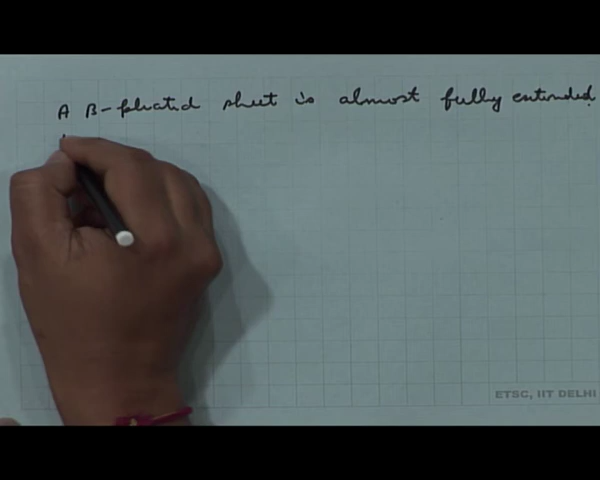 A β-pleated sheet is almost fully extended.
ETSC, IIT DELHI